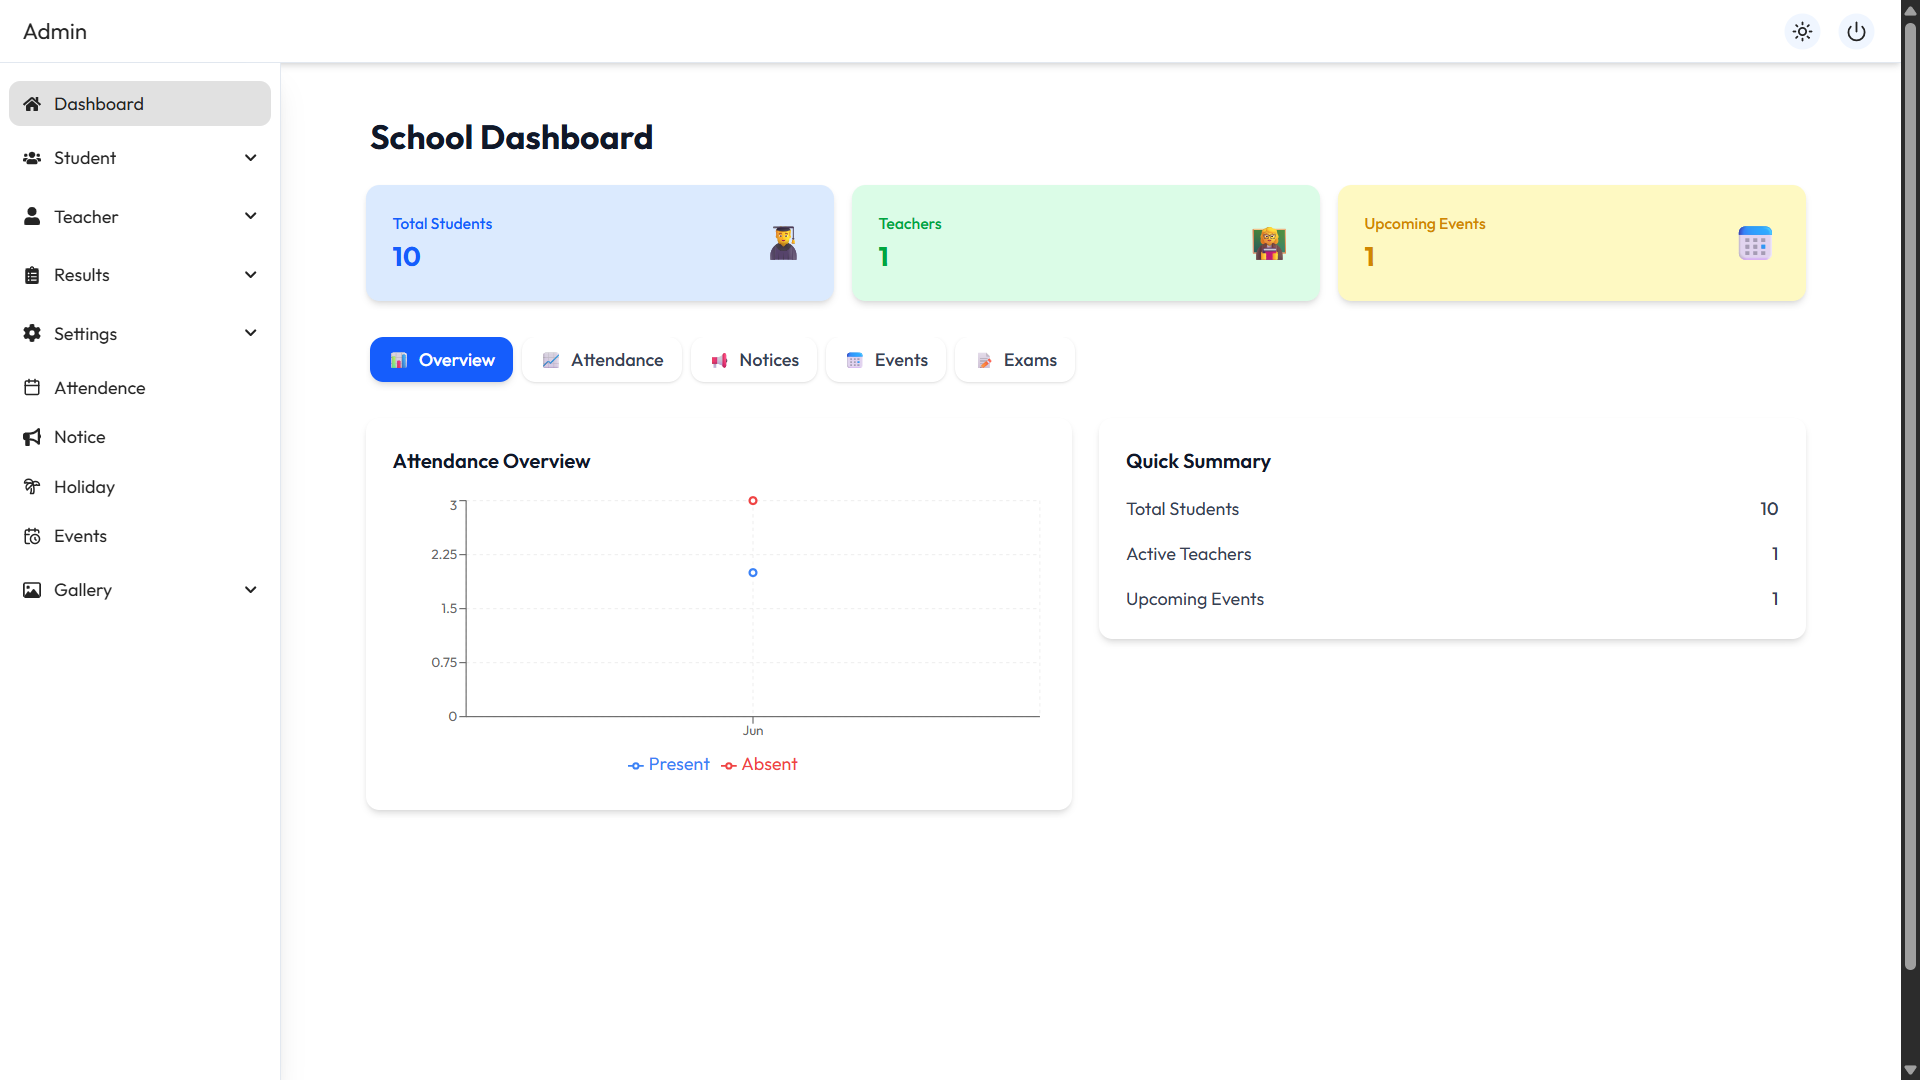 Admin
Dashboard
Student
Teacher
Results
Settings
Attendence
Notice
Holiday
Events
Gallery
School Dashboard
Total Students
10
Teachers
1
Upcoming Events
1
Overview
Attendance
Notices
Events
Exams
Attendance Overview
3
2.25
1.5
0.75
0
Jun
Present Absent
Quick Summary
Total Students 10
Active Teachers 1
Upcoming Events 1